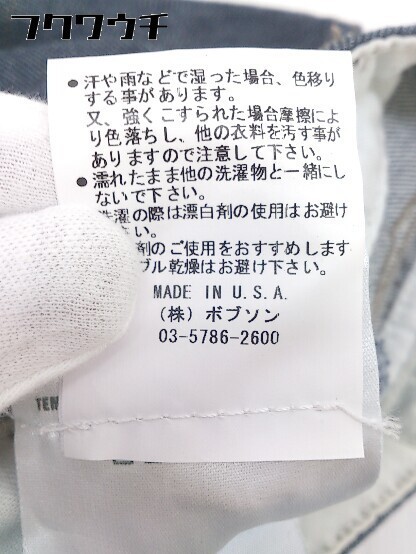 フクウクウチ
● 汗や雨などで湿った場合、色移り
する事があります。
又、強くこすられた場合摩擦によ
り色落ちし、他の衣料を汚す事が
ありますので注意して下さい。
● 濡れたまま他の洗濯物と一緒にし
ないで下さい。
洗濯の際は漂白剤の使用はお避け
さい。
剤のご使用をおすすめします
ブル乾燥はお避け下さい。
MADE IN U.S.A.
(株) ボブソン
03-5786-2600
TEN